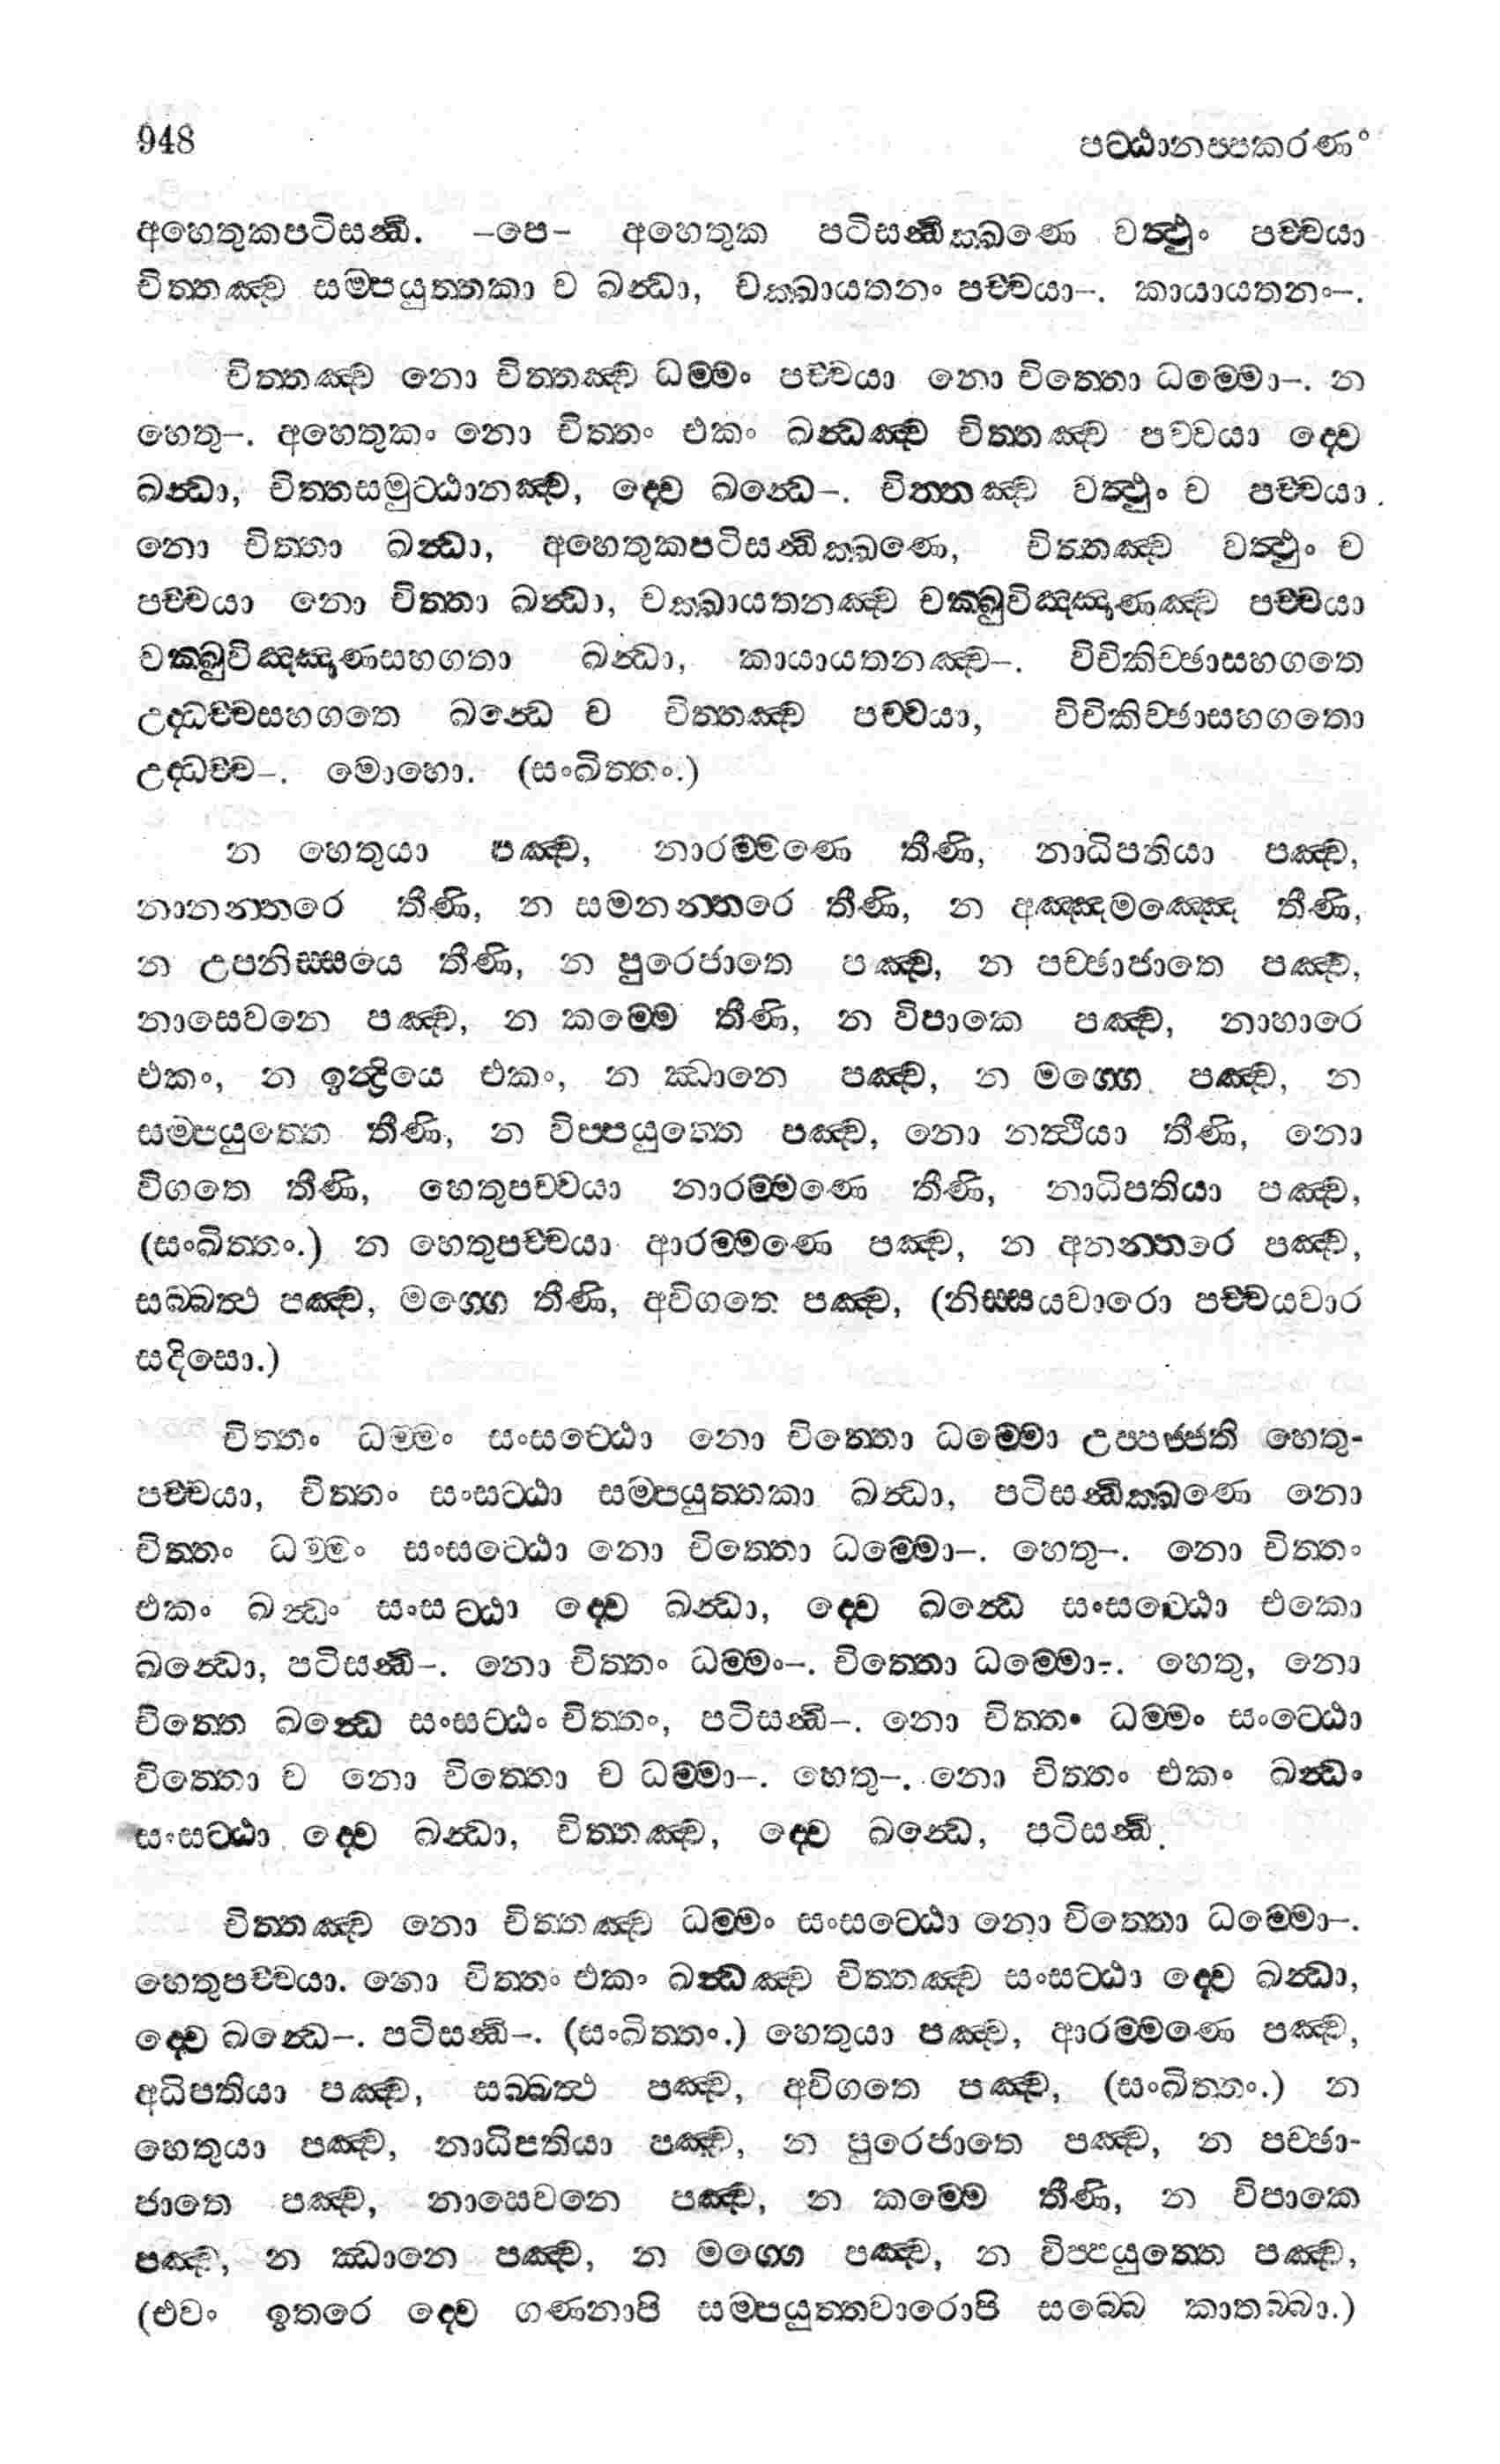 948 පට්ඨානප්පකරණං
අහෙතුකපටිසන්ධි. -පෙ- අහෙතුක පටිසන්ධික්ඛණෙ වත්ථුං පච්චයා
චිත්තඤ්ච සම්පයුත්තකා ච ඛන්ධා, චක්ඛායතනං පච්චයා-. කායායතනං-.
චිත්තඤ්ච නො චිත්තඤ්ච ධම්මං පච්චයා නො චිත්තො ධම්මො-. න
හෙතු-. අහෙතුකං නො චිත්තං එකං ඛන්ධඤ්ච චිත්තඤ්ච පච්චයා ද්වෙ
ඛන්ධා, චිත්තසමුට්ඨානඤ්ච, ද්වෙ ඛන්ධෙ-. චිත්තඤ්ච වත්ථුං ච පච්චයා
නො චිත්තා ඛන්ධා, අහෙතුකපටිසන්ධික්ඛණෙ, චිත්තඤ්ච වත්ථුං ච
පච්චයා නො චිත්තා ඛන්ධා, චක්ඛායතනඤ්ච චක්ඛුවිඤ්ඤාණඤ්ච පච්චයා
චක්ඛුවිඤ්ඤාණසහගතා ඛන්ධා, කායායතනඤ්ච-. විචිකිච්ඡාසහගතෙ
උද්ධච්චසහගතෙ ඛන්ධෙ ච චිත්තඤ්ච පච්චයා, විචිකිච්ඡාසහගතො
උද්ධච්ච-. මොහො. (සංඛිත්තං.)
න හෙතුයා පඤ්ච, නාරම්මණෙ තීණි, නාධිපතියා පඤ්ච,
නානන්තරෙ තීණි, න සමනන්තරෙ තීණි, න අඤ්ඤමඤ්ඤෙ තීණි,
න උපනිස්සයෙ තීණි, න පුරෙජාතෙ පඤ්ච, න පච්ඡාජාතෙ පඤ්ච,
නාසෙවනෙ පඤ්ච, න කම්මෙ තීණි, න විපාකෙ පඤ්ච, නාහාරෙ
එකං, න ඉන්ද්‍රියෙ එකං, න ඣානෙ පඤ්ච, න මග්ගෙ පඤ්ච, න
සම්පයුත්තෙ තීණි, න විප්පයුත්තෙ පඤ්ච, නො නත්ථියා තීණි, නො
විගතෙ තීණි, හෙතුපච්චයා නාරම්මණෙ තීණි, නාධිපතියා පඤ්ච,
(සංඛිත්තං.) න හෙතුපච්චයා ආරම්මණෙ පඤ්ච, න අනන්තරෙ පඤ්ච,
සබ්බත්ථ පඤ්ච, මග්ගෙ තීණි, අවිගතෙ පඤ්ච, (නිස්සයවාරො පච්චයවාර
සදිසො.)
චිත්තං ධම්මං සංසට්ඨො නො චිත්තො ධම්මො උප්පජ්ජති හෙතු-
පච්චයා, චිත්තං සංසට්ඨා සම්පයුත්තකා ඛන්ධා, පටිසන්ධික්ඛණෙ නො
චිත්තං ධම්මං සංසට්ඨො නො චිත්තො ධම්මො-. හෙතු-. නො චිත්තං
එකං ඛන්ධං සංසට්ඨා ද්වෙ ඛන්ධා, ද්වෙ ඛන්ධෙ සංසට්ඨො එකො
ඛන්ධො, පටිසන්ධි-. නො චිත්තං ධම්මං-. චිත්තො ධම්මො-. හෙතු, නො
චිත්තෙ ඛන්ධෙ සංසට්ඨං චිත්තං, පටිසන්ධි-. නො චිත්තං ධම්මං සංට්ඨො
චිත්තො ච නො චිත්තො ච ධම්මා-. හෙතු-. නො චිත්තං එකං ඛන්ධං
සංසට්ඨා ද්වෙ ඛන්ධා, චිත්තඤ්ච, ද්වෙ ඛන්ධෙ, පටිසන්ධි.
චිත්තඤ්ච නො චිත්තඤ්ච ධම්මං සංසට්ඨො නො චිත්තො ධම්මො-.
හෙතුපච්චයා. නො චිත්තං එකං ඛන්ධඤ්ච චිත්තඤ්ච සංසට්ඨා ද්වෙ ඛන්ධා,
ද්වෙ ඛන්ධෙ-. පටිසන්ධි-. (සංඛිත්තං.) හෙතුයා පඤ්ච, ආරම්මණෙ පඤ්ච,
අධිපතියා පඤ්ච, සබ්බත්ථ පඤ්ච, අවිගතෙ පඤ්ච, (සංඛිත්තං.) න
හෙතුයා පඤ්ච, නාධිපතියා පඤ්ච, න පුරෙජාතෙ පඤ්ච, න පච්ඡා-
ජාතෙ පඤ්ච, නාසෙවනෙ පඤ්ච, න කම්මෙ තීණි, න විපාකෙ
පඤ්ච, න ඣානෙ පඤ්ච, න මග්ගෙ පඤ්ච, න විප්පයුත්තෙ පඤ්ච,
(එවං ඉතරෙ ද්වෙ ගණනාපි සම්පයුත්තවාරොපි සබ්බෙ කාතබ්බා.)